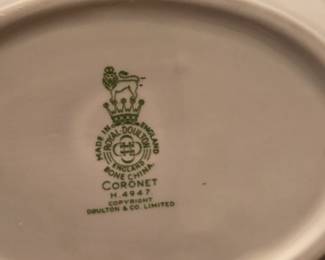 MADE IN ENGLAND
ROYAL·DOULTON
ENGLAND
BONE CHINA
CORONET
H.4947
COPYRIGHT
DOULTON & CO. LIMITED